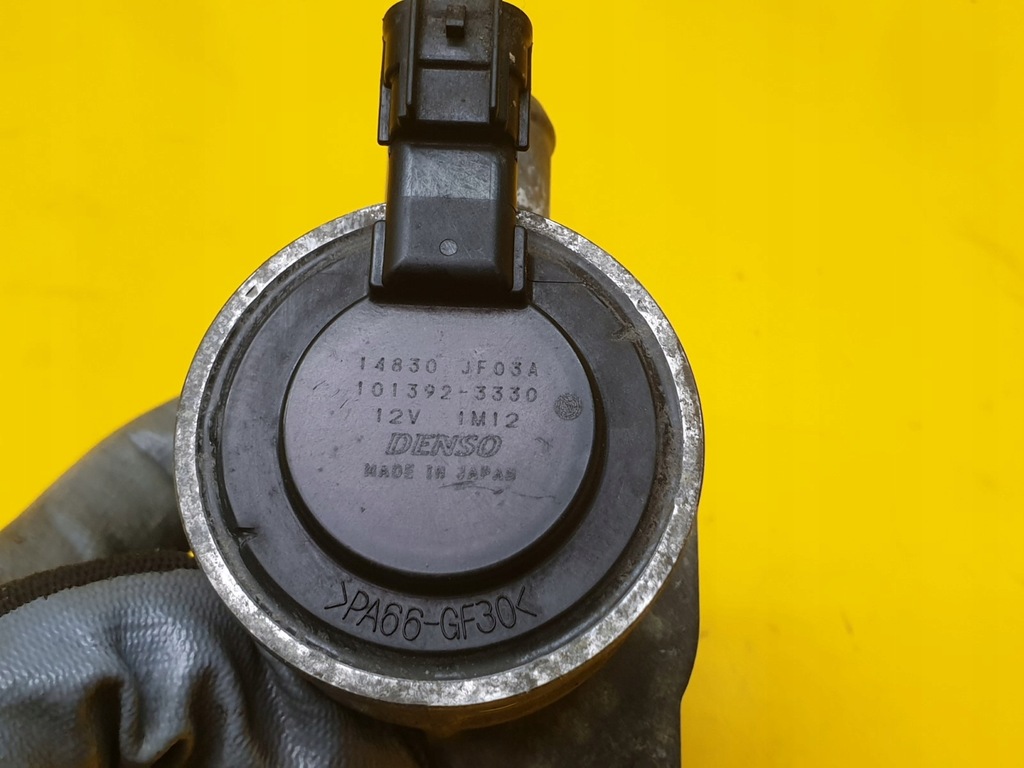 14830 JF03A
101392-3330
12V 1M12
DENSO
MADE IN JAPAN
>PA66-GF30<